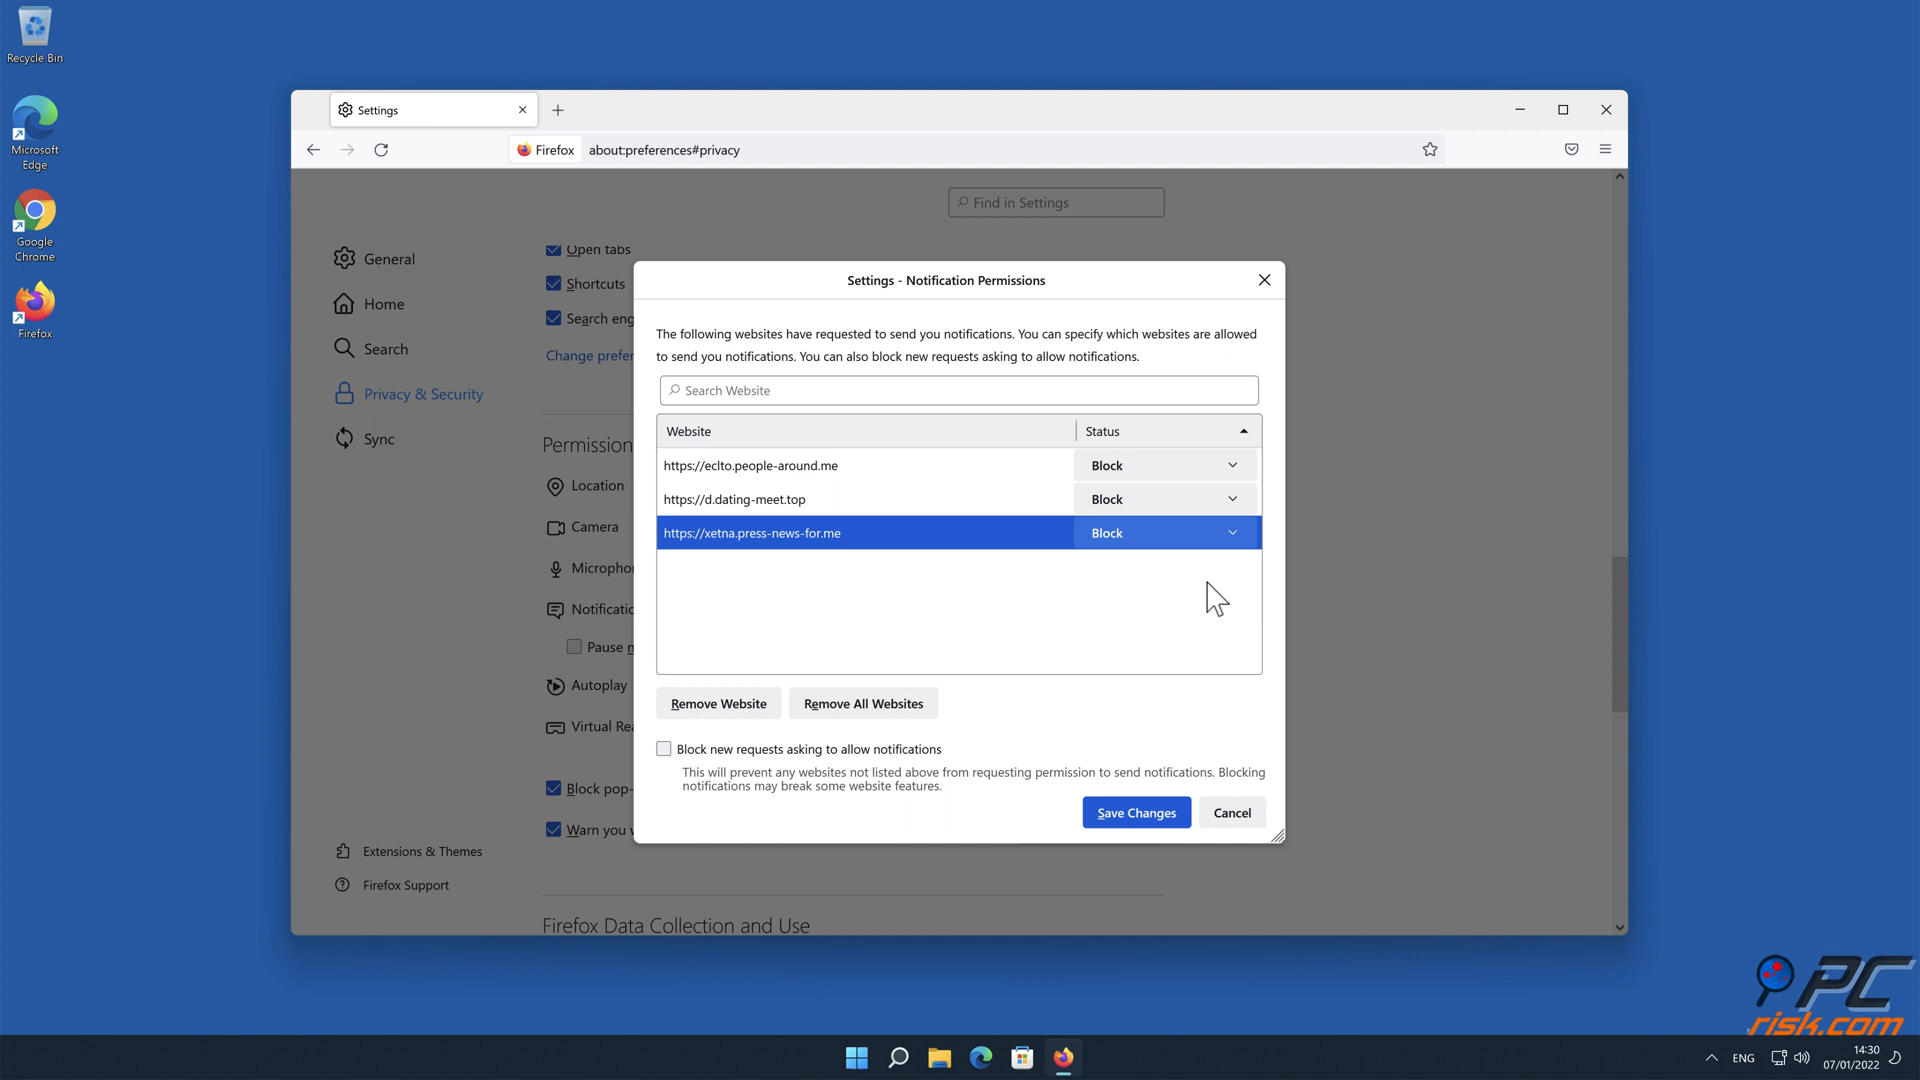 Recycle Bin
Microsoft
Edge
Google
Chrome
Firefox
Settings
Firefox
about:preferences#privacy
Find in Settings
General
Home
Search
Privacy & Security
Sync
Extensions & Themes
Firefox Support
Open tabs
Shortcuts
Search eng
Change prefer
Permission
Location
Camera
Microphon
Notificatio
Pause n
Autoplay
Virtual Rea
Block pop-
Warn you w
Firefox Data Collection and Use
Settings - Notification Permissions
The following websites have requested to send you notifications. You can specify which websites are allowed
to send you notifications. You can also block new requests asking to allow notifications.
Search Website
Website Status
https://eclto.people-around.me Block
https://d.dating-meet.top Block
https://xetna.press-news-for.me Block
Remove Website Remove All Websites
Block new requests asking to allow notifications
This will prevent any websites not listed above from requesting permission to send notifications. Blocking
notifications may break some website features.
Save Changes Cancel
PC
risk.com
ENG
14:30
07/01/2022